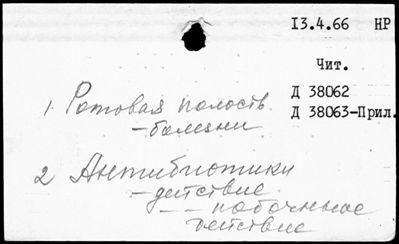 13.4.66 НР
Чит.
Д 38062
Д 38063-Прил.
1. Ротовая полость
- болезни
2 Антибиотики
- действие
- - побочное
действие